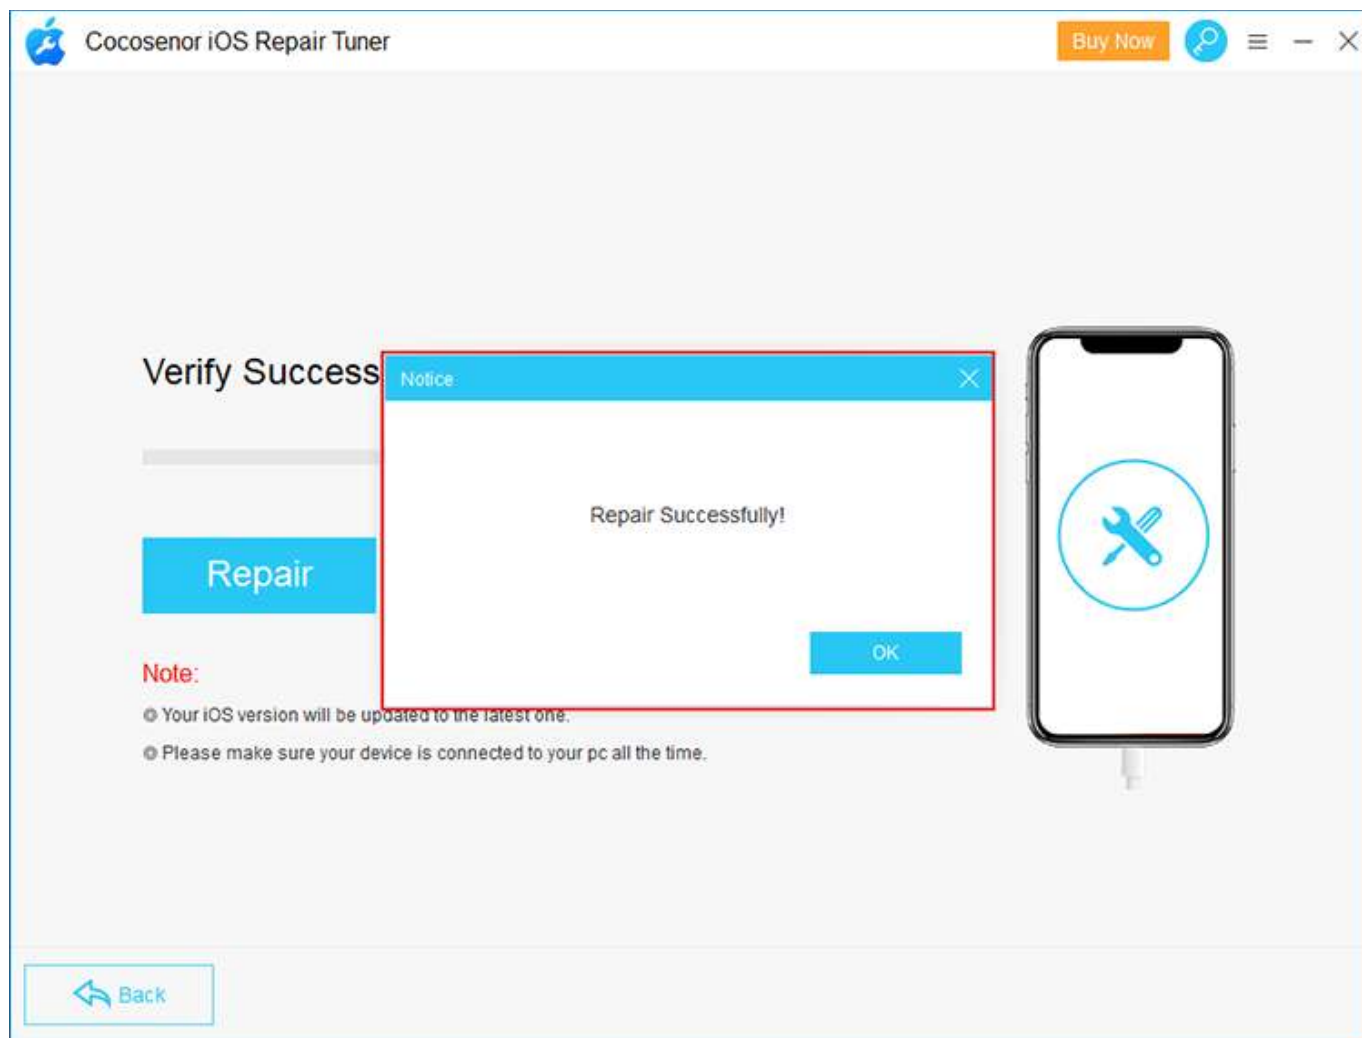 Cocosenor iOS Repair Tuner
Buy Now
Verify Success
Notice
Repair Successfully!
OK
Repair
Note:
Your iOS version will be updated to the latest one.
Please make sure your device is connected to your pc all the time.
Back